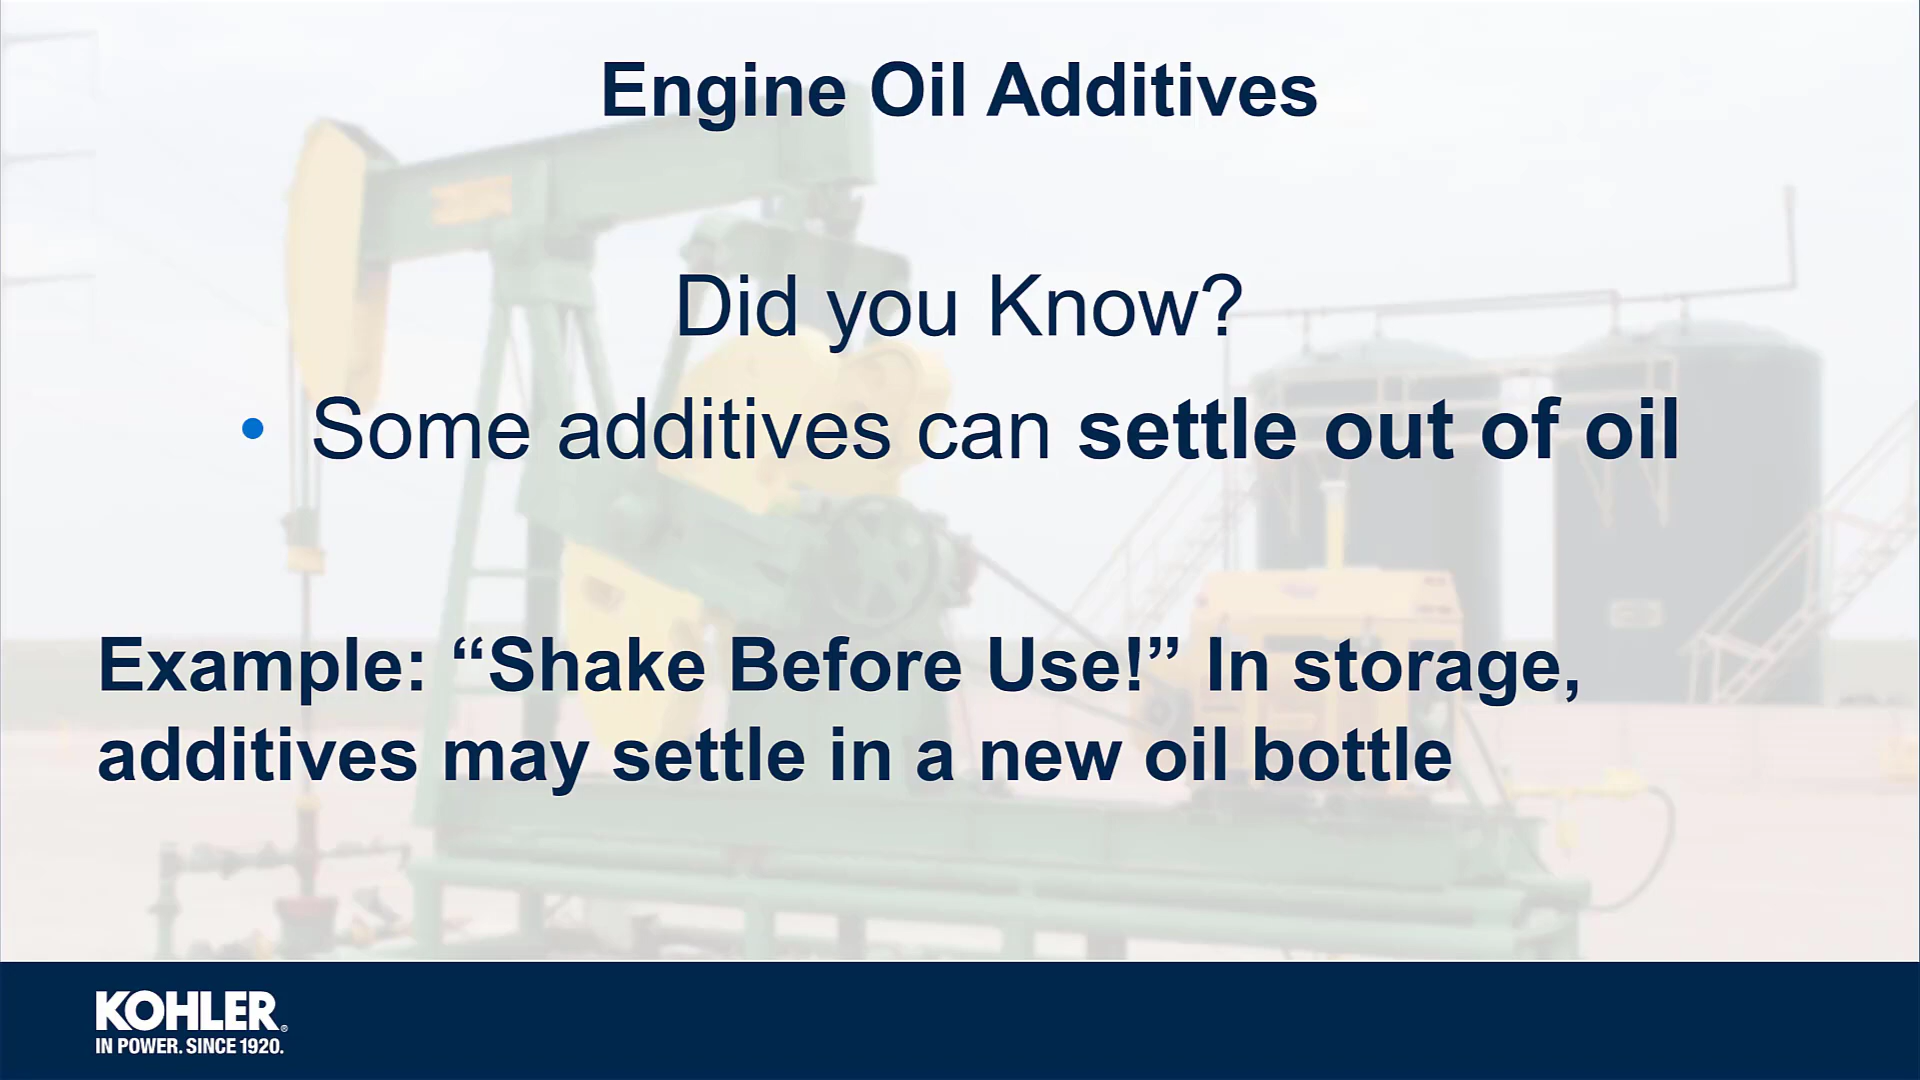 Engine Oil Additives
Did you Know?
• Some additives can settle out of oil
Example: “Shake Before Use!” In storage,
additives may settle in a new oil bottle
KOHLER®
IN POWER. SINCE 1920.